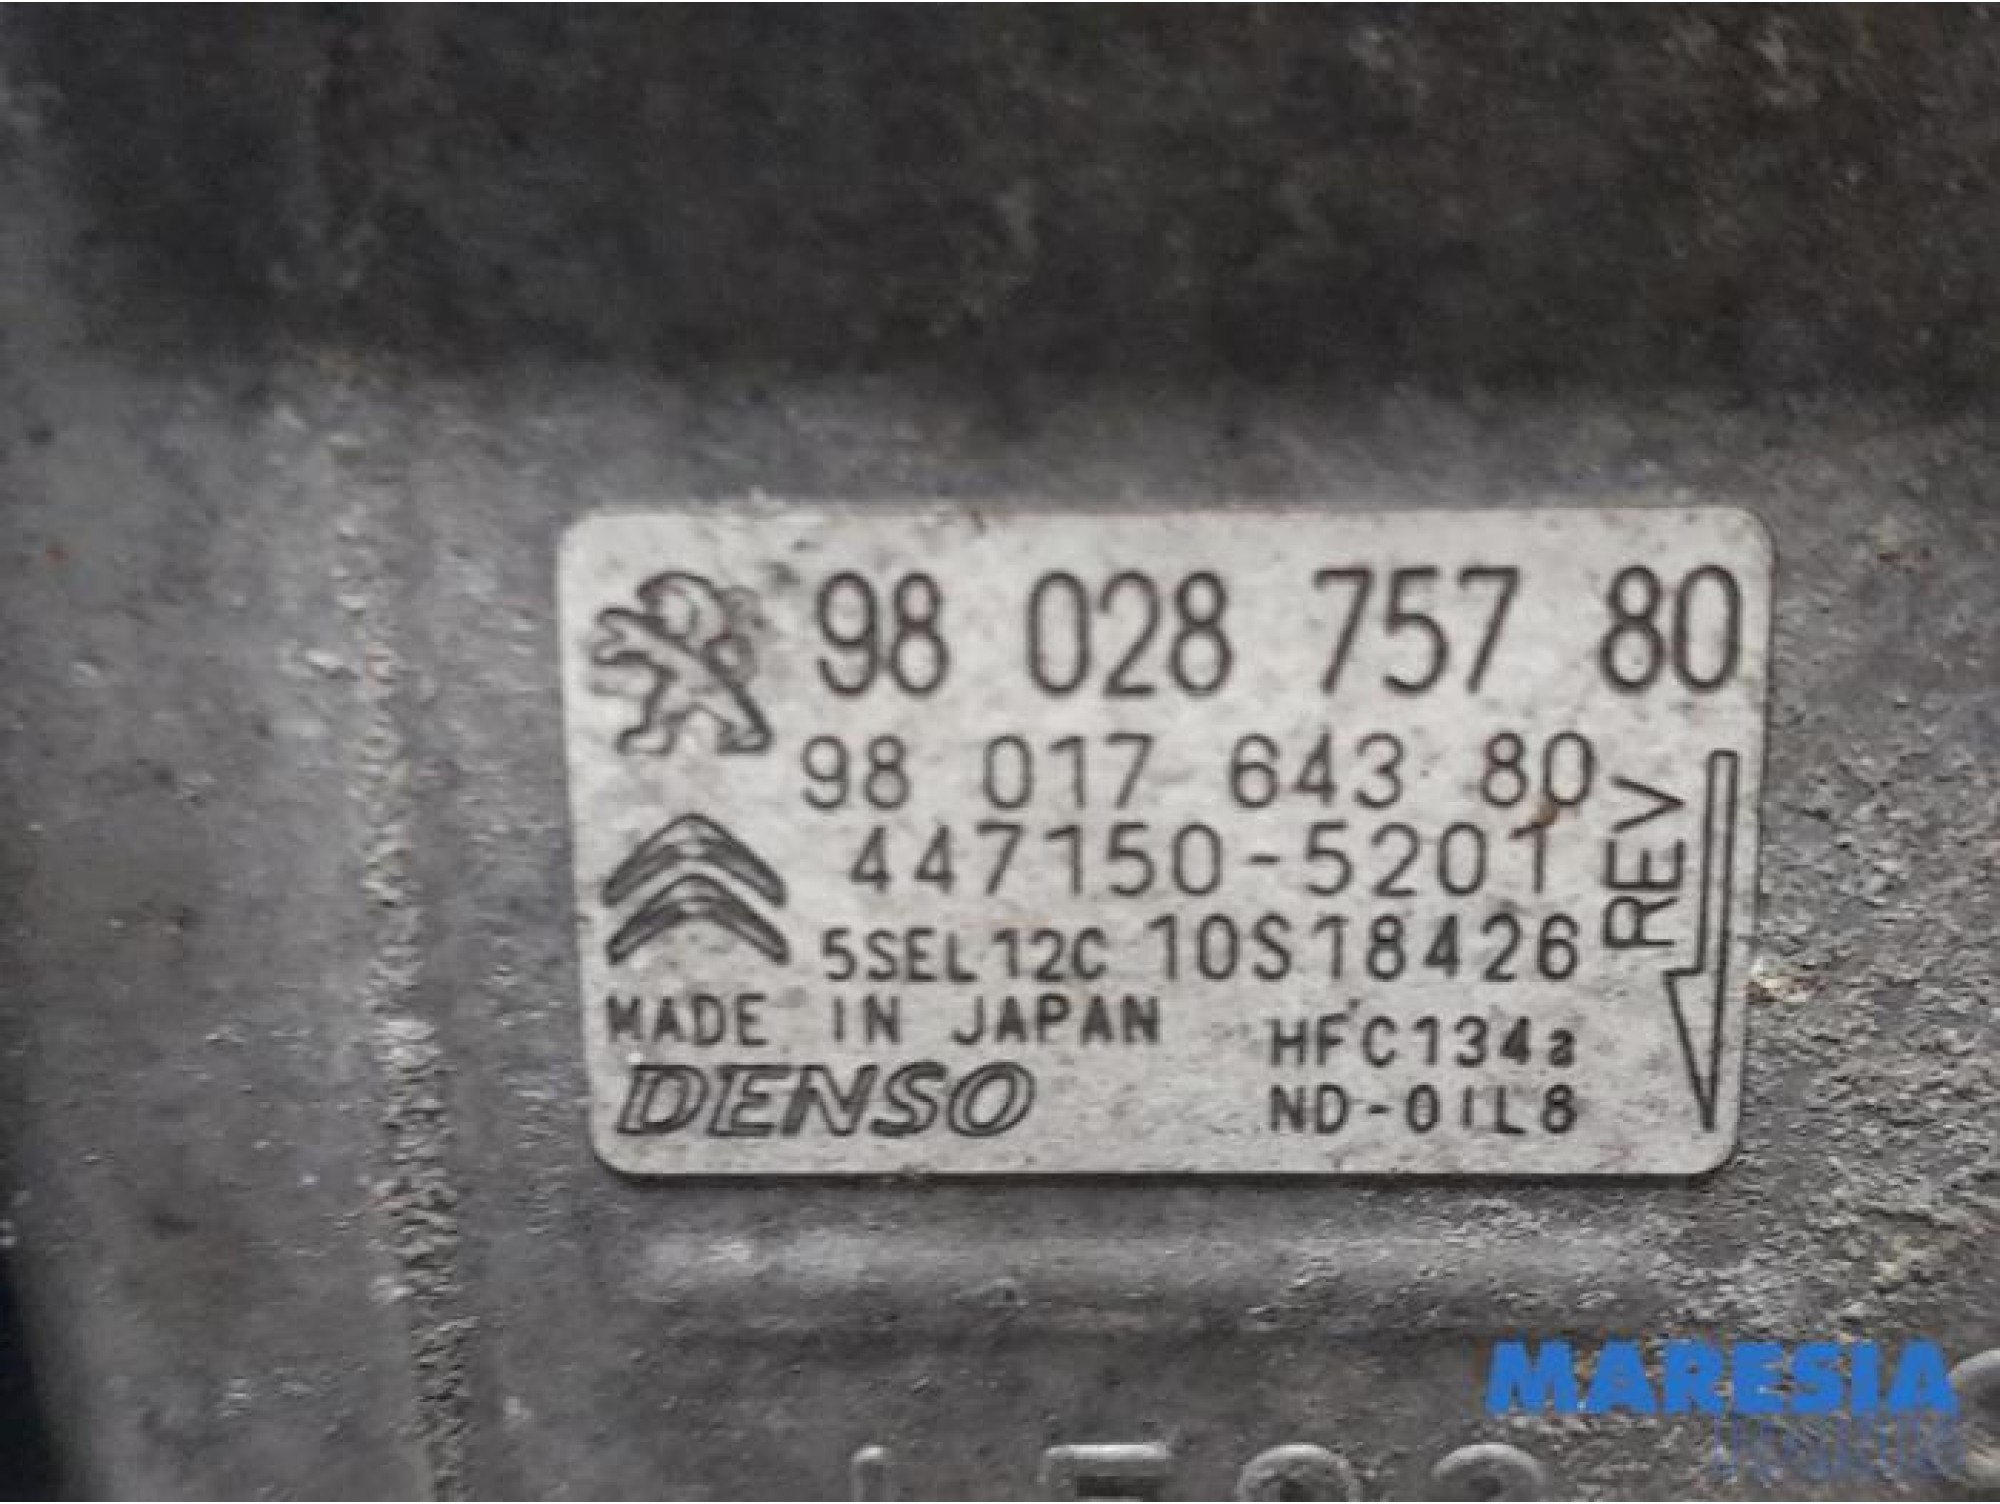 98 028 757 80
98 017 643 80
447150-5201
5SEL12C 10S18426
REV
MADE IN JAPAN
HFC134a
DENSO
ND-OIL8
MARESIA